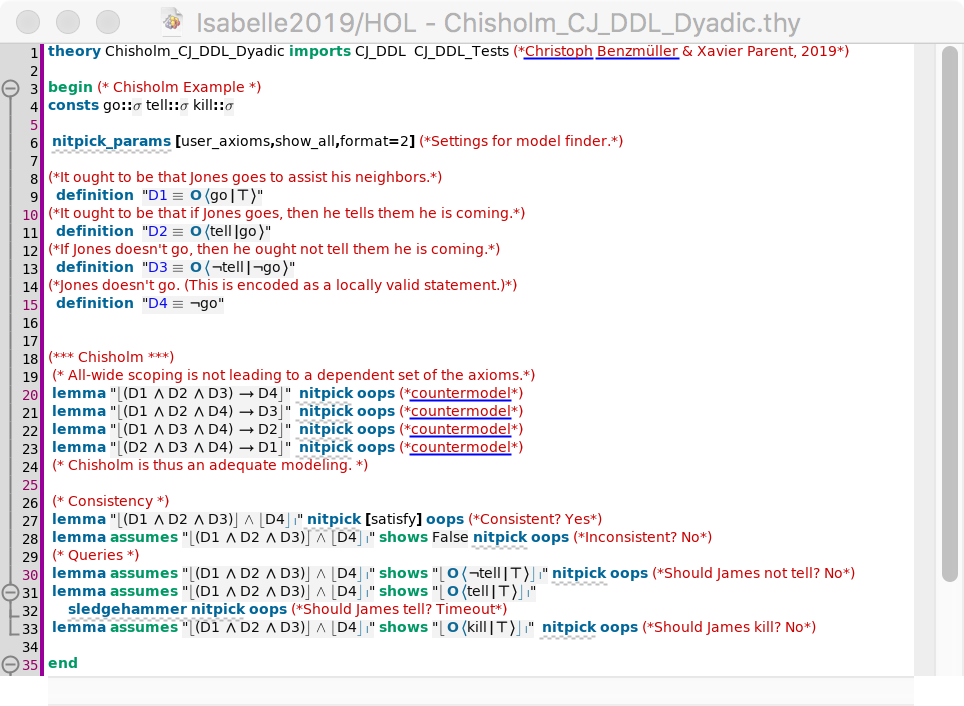 Isabelle2019/HOL - Chisholm_CJ_DDL_Dyadic.thy
1 theory Chisholm_CJ_DDL_Dyadic imports CJ_DDL CJ_DDL_Tests (*Christoph Benzmüller & Xavier Parent, 2019*)
2
3 begin (* Chisholm Example *)
4 consts go::σ tell::σ kill::σ
5
6 nitpick_params [user_axioms,show_all,format=2] (*Settings for model finder.*)
7
8 (*It ought to be that Jones goes to assist his neighbors.*)
9 definition "D1 ≡ O⟨go|⊤⟩"
10 (*It ought to be that if Jones goes, then he tells them he is coming.*)
11 definition "D2 ≡ O⟨tell|go⟩"
12 (*If Jones doesn't go, then he ought not tell them he is coming.*)
13 definition "D3 ≡ O⟨¬tell|¬go⟩"
14 (*Jones doesn't go. (This is encoded as a locally valid statement.)*)
15 definition "D4 ≡ ¬go"
16
17
18 (*** Chisholm ***)
19 (* All-wide scoping is not leading to a dependent set of the axioms.*)
20 lemma "⌊(D1 ∧ D2 ∧ D3) → D4⌋" nitpick oops (*countermodel*)
21 lemma "⌊(D1 ∧ D2 ∧ D4) → D3⌋" nitpick oops (*countermodel*)
22 lemma "⌊(D1 ∧ D3 ∧ D4) → D2⌋" nitpick oops (*countermodel*)
23 lemma "⌊(D2 ∧ D3 ∧ D4) → D1⌋" nitpick oops (*countermodel*)
24 (* Chisholm is thus an adequate modeling. *)
25
26 (* Consistency *)
27 lemma "⌊(D1 ∧ D2 ∧ D3)⌋ ∧ ⌊D4⌋ₗ" nitpick [satisfy] oops (*Consistent? Yes*)
28 lemma assumes "⌊(D1 ∧ D2 ∧ D3)⌋ ∧ ⌊D4⌋ₗ" shows False nitpick oops (*Inconsistent? No*)
29 (* Queries *)
30 lemma assumes "⌊(D1 ∧ D2 ∧ D3)⌋ ∧ ⌊D4⌋ₗ" shows "⌊O⟨¬tell|⊤⟩⌋ₗ" nitpick oops (*Should James not tell? No*)
31 lemma assumes "⌊(D1 ∧ D2 ∧ D3)⌋ ∧ ⌊D4⌋ₗ" shows "⌊O⟨tell|⊤⟩⌋ₗ"
32 sledgehammer nitpick oops (*Should James tell? Timeout*)
33 lemma assumes "⌊(D1 ∧ D2 ∧ D3)⌋ ∧ ⌊D4⌋ₗ" shows "⌊O⟨kill|⊤⟩⌋ₗ" nitpick oops (*Should James kill? No*)
34
35 end